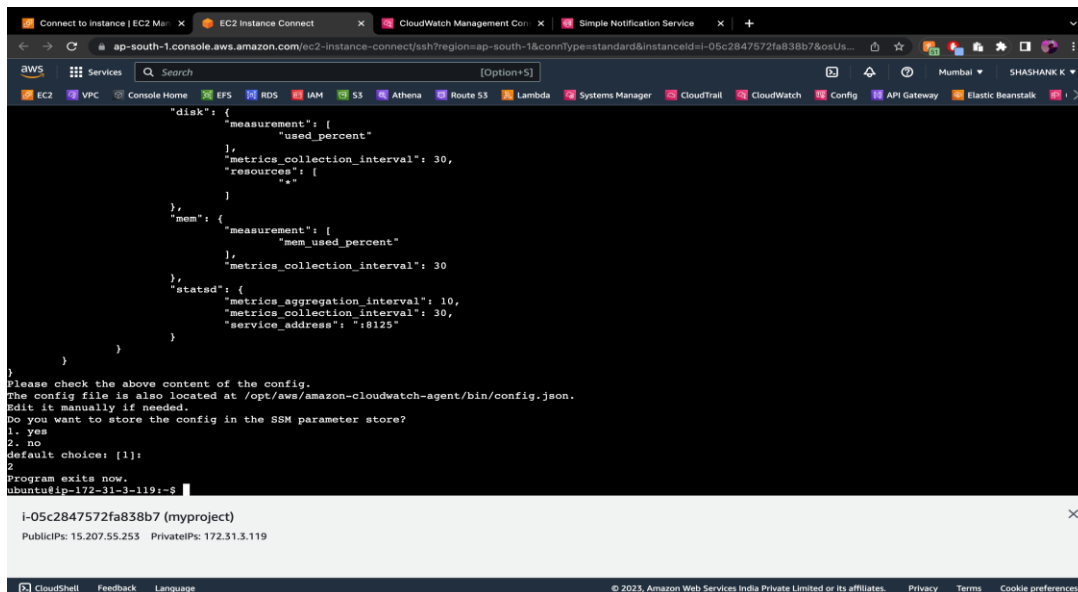 Connect to instance | EC2 Man
EC2 Instance Connect
CloudWatch Management Con
Simple Notification Service
ap-south-1.console.aws.amazon.com/ec2-instance-connect/ssh?region=ap-south-1&connType=standard&instanceId=i-05c2847572fa838b7&osUs...
aws
Services
Search
[Option+S]
Mumbai
SHASHANK K
EC2
VPC
Console Home
EFS
RDS
IAM
S3
Athena
Route 53
Lambda
Systems Manager
CloudTrail
CloudWatch
Config
API Gateway
Elastic Beanstalk
"disk": {
"measurement": [
"used_percent"
],
"metrics_collection_interval": 30,
"resources": [
"*"
]
},
"mem": {
"measurement": [
"mem_used_percent"
],
"metrics_collection_interval": 30
},
"statsd": {
"metrics_aggregation_interval": 10,
"metrics_collection_interval": 30,
"service_address": ":8125"
}
}
}
}
Please check the above content of the config.
The config file is also located at /opt/aws/amazon-cloudwatch-agent/bin/config.json.
Edit it manually if needed.
Do you want to store the config in the SSM parameter store?
1. yes
2. no
default choice: [1]:
2
Program exits now.
ubuntu@ip-172-31-3-119:~$
i-05c2847572fa838b7 (myproject)
PublicIPs: 15.207.55.253 PrivateIPs: 172.31.3.119
CloudShell
Feedback
Language
© 2023, Amazon Web Services India Private Limited or its affiliates.
Privacy
Terms
Cookie preferences